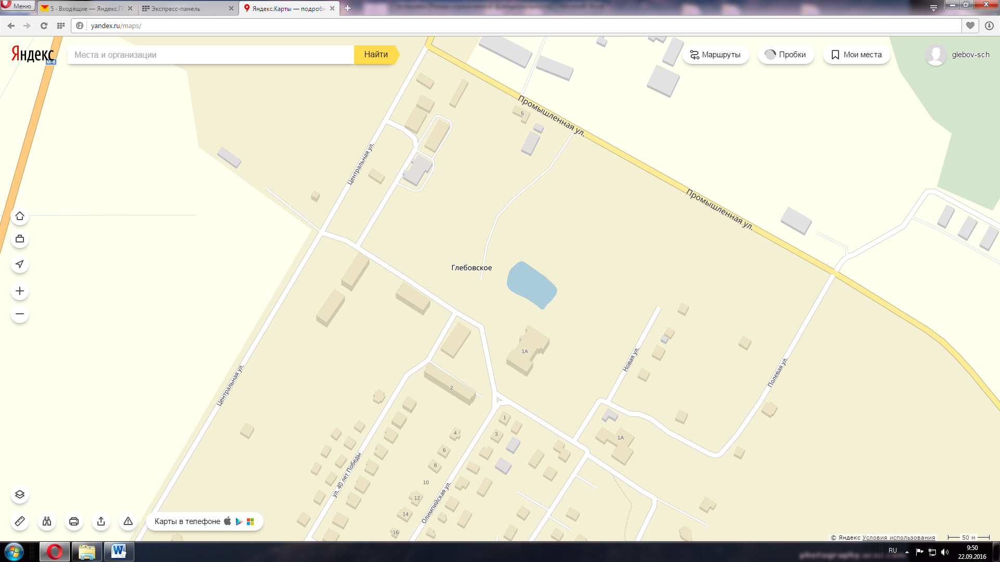 Меню
5 · Входящие — Яндекс.П
Экспресс-панель
Яндекс.Карты — подробн
yandex.ru/maps/
Яндекс
М-8
Места и организации
Найти
Маршруты
Пробки
Мои места
glebov-sch
Промышленная ул.
5
Центральная ул.
Промышленная ул.
Глебовское
1А
Новая ул.
Полевая ул.
Центральная ул.
2
1
4
3
1А
6
8
ул. 40 лет Победы
10
12
Олимпийская ул.
14
16
Карты в телефоне
© Яндекс Условия использования
50 м
RU
9:50
22.09.2016